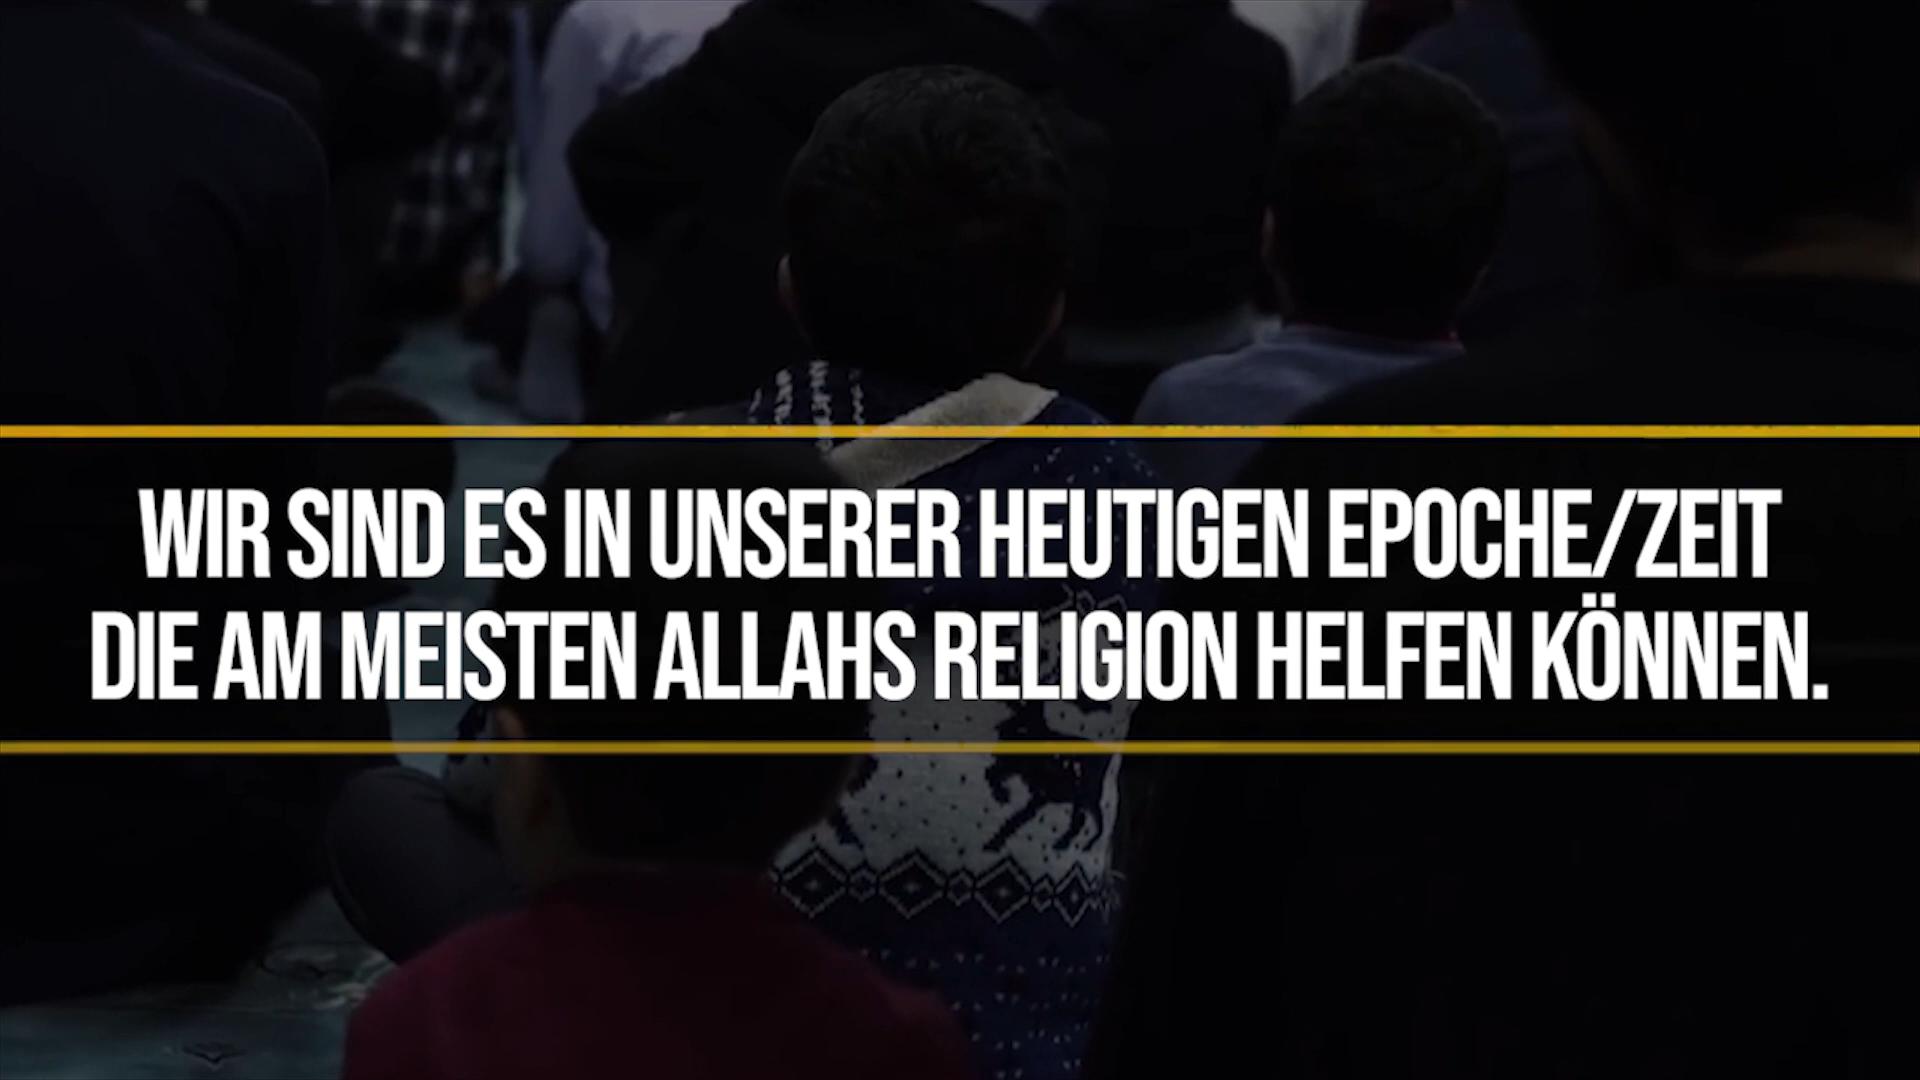 WIR SIND ES IN UNSERER HEUTIGEN EPOCHE/ZEIT
DIE AM MEISTEN ALLAHS RELIGION HELFEN KÖNNEN.